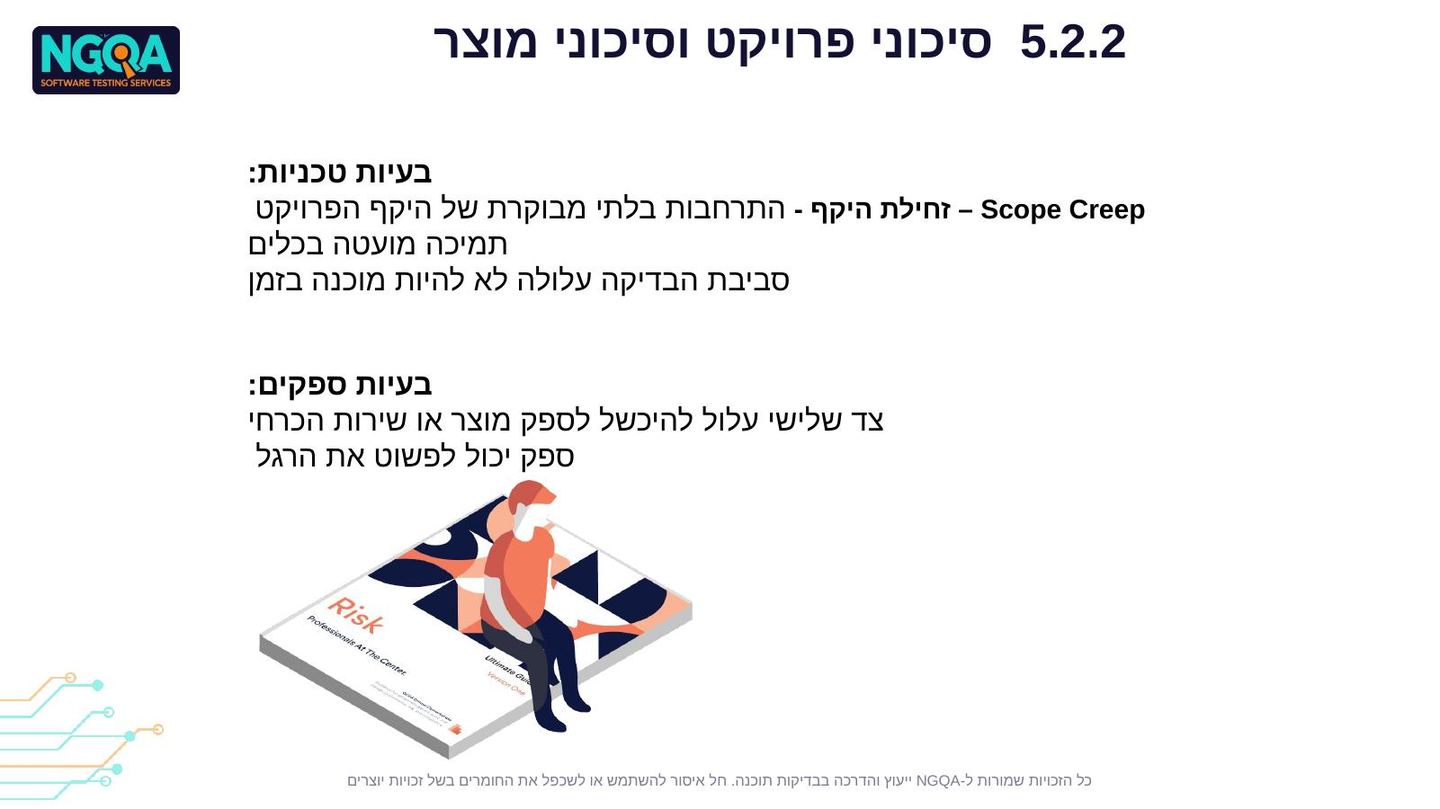 NGQA
SOFTWARE TESTING SERVICES
5.2.2 סיכוני פרויקט וסיכוני מוצר
בעיות טכניות:
Scope Creep – זחילת היקף - התרחבות בלתי מבוקרת של היקף הפרויקט
תמיכה מועטה בכלים
סביבת הבדיקה עלולה לא להיות מוכנה בזמן
בעיות ספקים:
צד שלישי עלול להיכשל לספק מוצר או שירות הכרחי
ספק יכול לפשוט את הרגל
Risk
Professionals At The Center.
Ultimate
Version One
כל הזכויות שמורות ל-NGQA ייעוץ והדרכה בבדיקות תוכנה. חל איסור להשתמש או לשכפל את החומרים בשל זכויות יוצרים